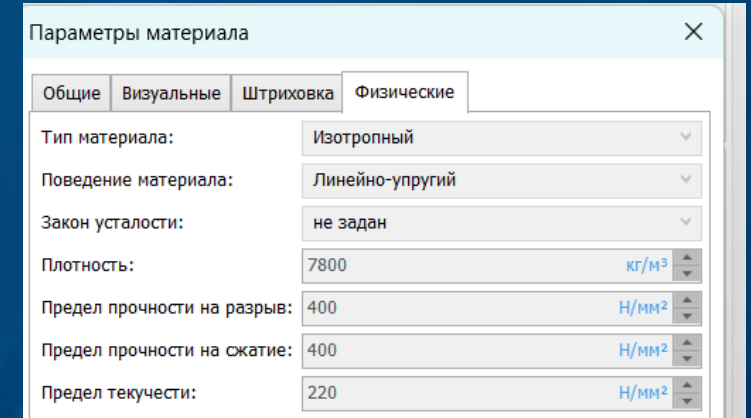 Параметры материала
Общие Визуальные Штриховка Физические
Тип материала: Изотропный
Поведение материала: Линейно-упругий
Закон усталости: не задан
Плотность: 7800 кг/м³
Предел прочности на разрыв: 400 Н/мм²
Предел прочности на сжатие: 400 Н/мм²
Предел текучести: 220 Н/мм²